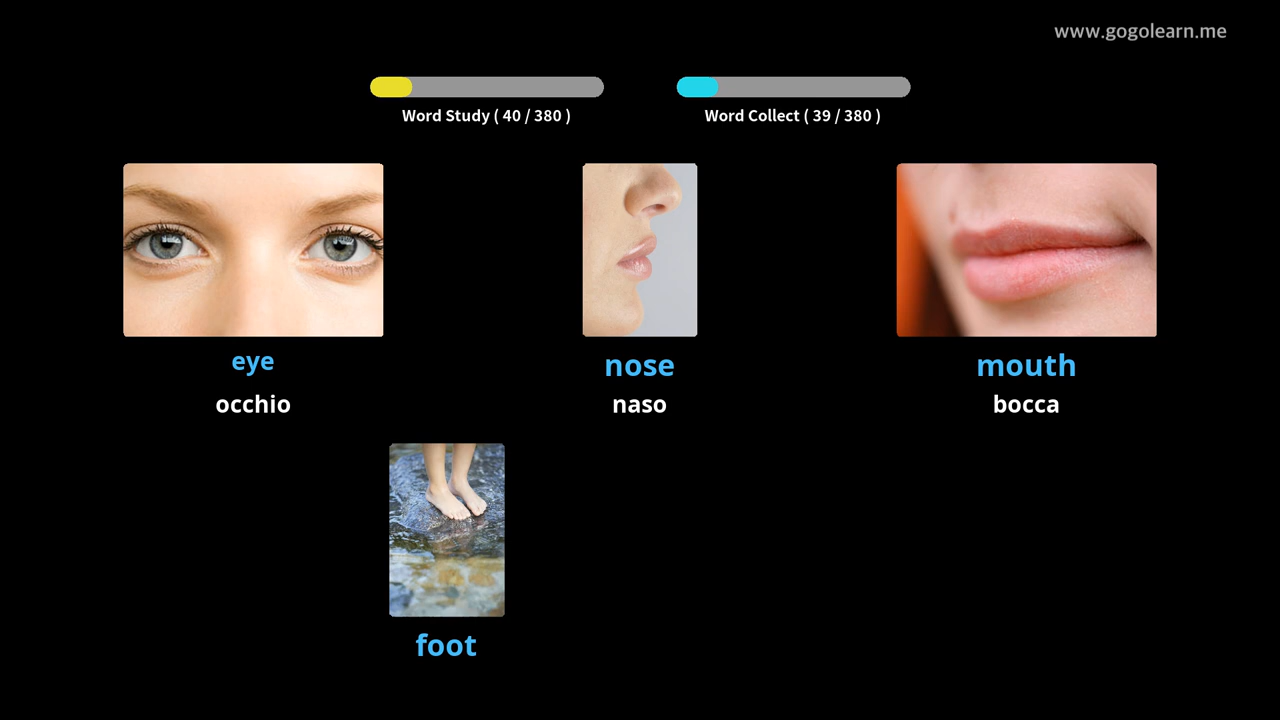 www.gogolearn.me
Word Study ( 40 / 380 )
Word Collect ( 39 / 380 )
eye
nose
mouth
occhio
naso
bocca
foot